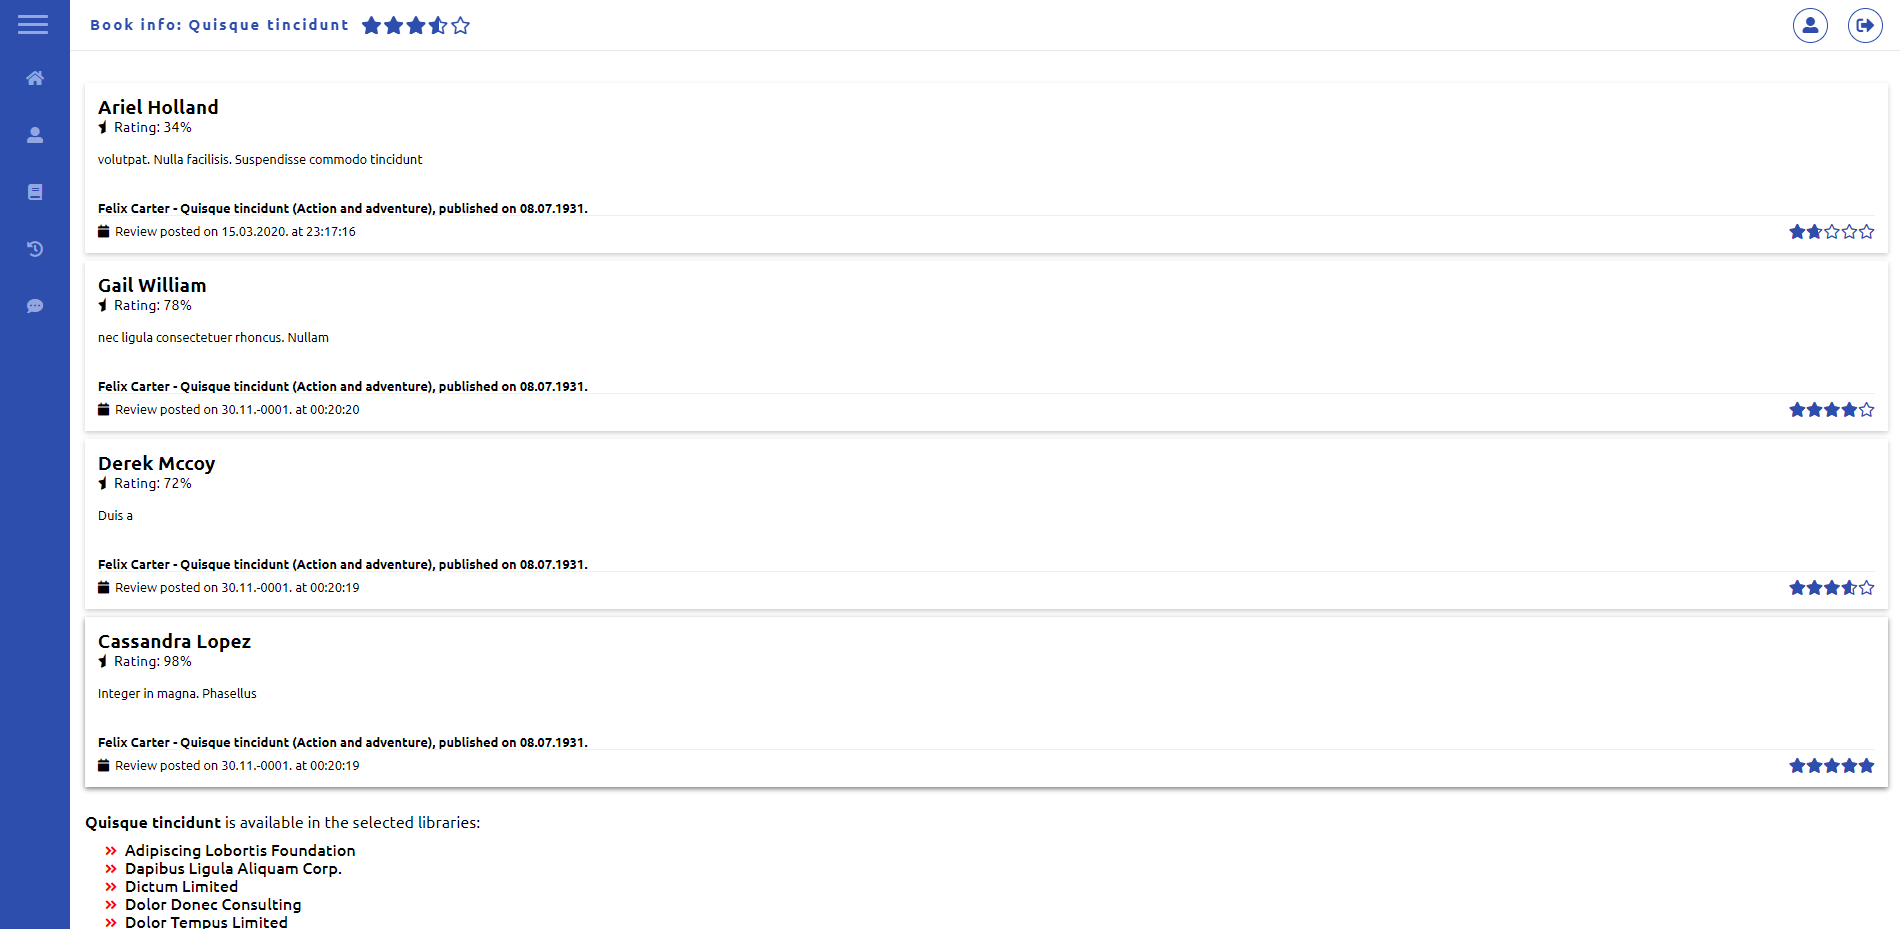 Book info: Quisque tincidunt
Ariel Holland
Rating: 34%
volutpat. Nulla facilisis. Suspendisse commodo tincidunt
Felix Carter - Quisque tincidunt (Action and adventure), published on 08.07.1931.
Review posted on 15.03.2020. at 23:17:16
Gail William
Rating: 78%
nec ligula consectetuer rhoncus. Nullam
Felix Carter - Quisque tincidunt (Action and adventure), published on 08.07.1931.
Review posted on 30.11.-0001. at 00:20:20
Derek Mccoy
Rating: 72%
Duis a
Felix Carter - Quisque tincidunt (Action and adventure), published on 08.07.1931.
Review posted on 30.11.-0001. at 00:20:19
Cassandra Lopez
Rating: 98%
Integer in magna. Phasellus
Felix Carter - Quisque tincidunt (Action and adventure), published on 08.07.1931.
Review posted on 30.11.-0001. at 00:20:19
Quisque tincidunt is available in the selected libraries:
Adipiscing Lobortis Foundation
Dapibus Ligula Aliquam Corp.
Dictum Limited
Dolor Donec Consulting
Dolor Tempus Limited